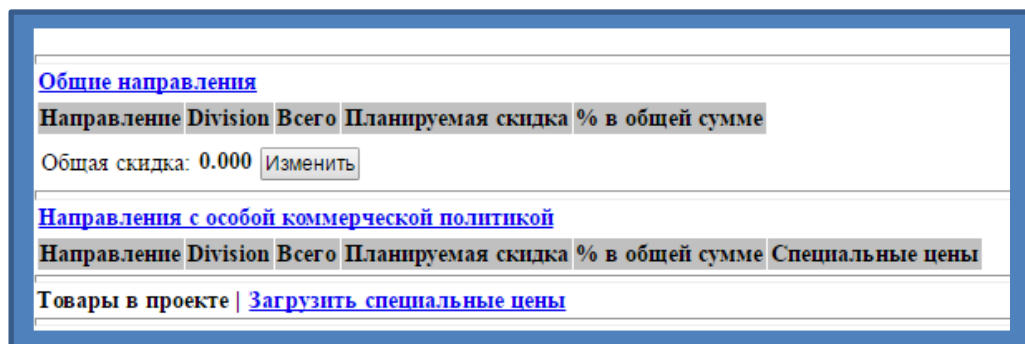 Общие направления
Направление Division Всего Планируемая скидка % в общей сумме
Общая скидка: 0.000 Изменить
Направления с особой коммерческой политикой
Направление Division Всего Планируемая скидка % в общей сумме Специальные цены
Товары в проекте | Загрузить специальные цены